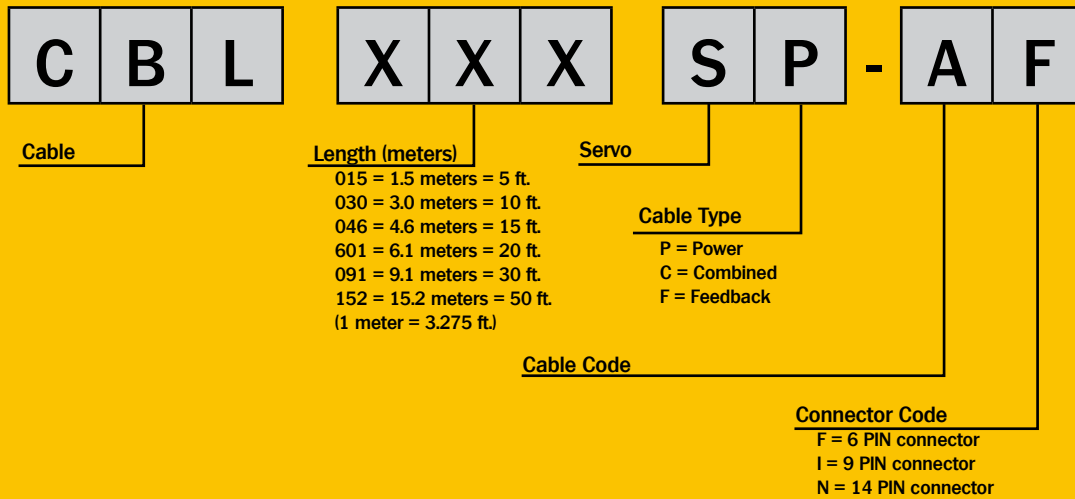 C B L X X X S P - A F
Cable
Length (meters)
015 = 1.5 meters = 5 ft.
030 = 3.0 meters = 10 ft.
046 = 4.6 meters = 15 ft.
601 = 6.1 meters = 20 ft.
091 = 9.1 meters = 30 ft.
152 = 15.2 meters = 50 ft.
(1 meter = 3.275 ft.)
Servo
Cable Type
P = Power
C = Combined
F = Feedback
Cable Code
Connector Code
F = 6 PIN connector
I = 9 PIN connector
N = 14 PIN connector